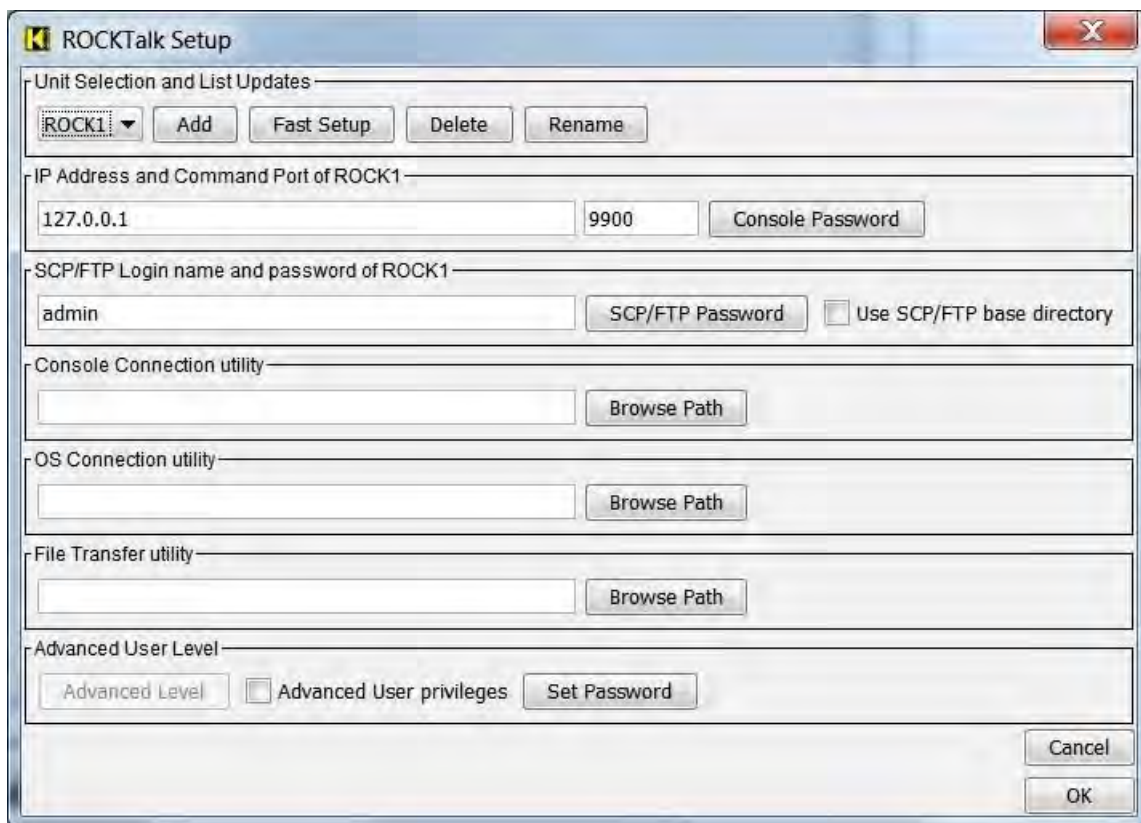 ROCKTalk Setup
X
Unit Selection and List Updates
ROCK1 Add Fast Setup Delete Rename
IP Address and Command Port of ROCK1
127.0.0.1 9900 Console Password
SCP/FTP Login name and password of ROCK1
admin SCP/FTP Password Use SCP/FTP base directory
Console Connection utility
Browse Path
OS Connection utility
Browse Path
File Transfer utility
Browse Path
Advanced User Level
Advanced Level Advanced User privileges Set Password
Cancel
OK